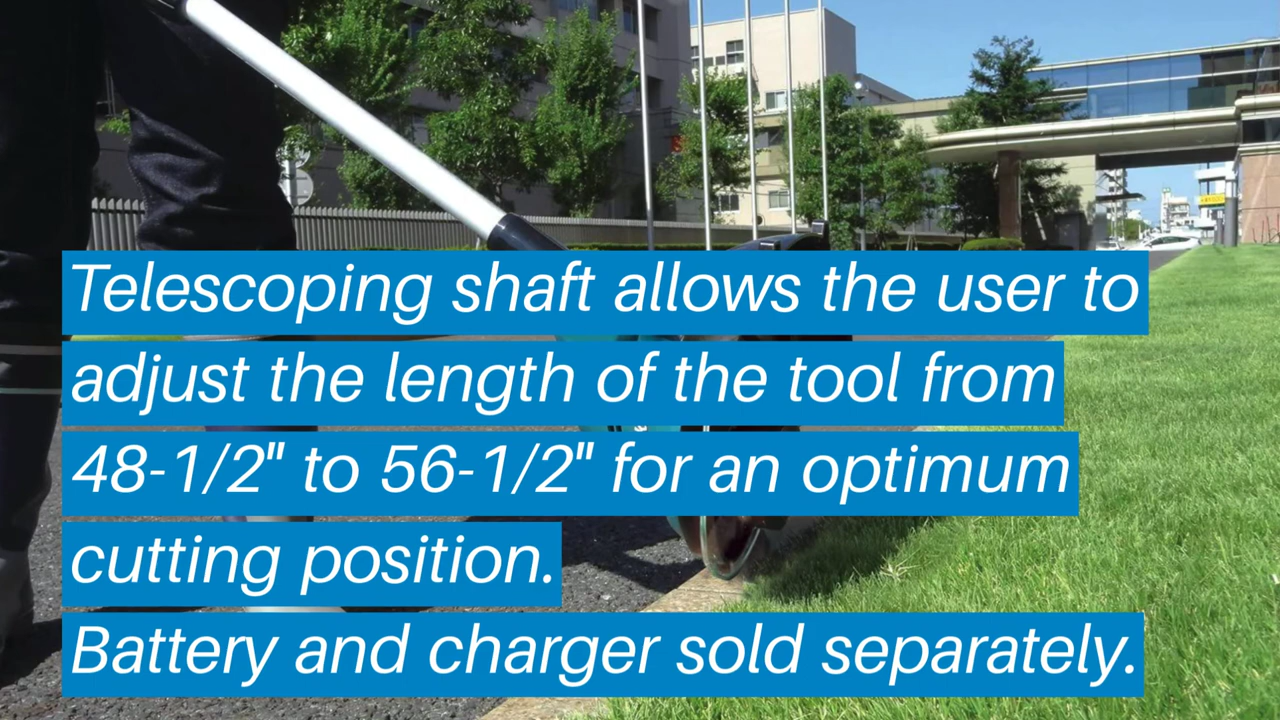 Telescoping shaft allows the user to
adjust the length of the tool from
48-1/2" to 56-1/2" for an optimum
cutting position.
Battery and charger sold separately.